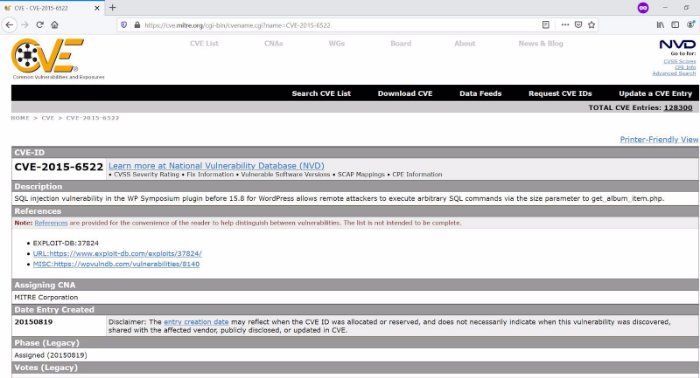 CVE - CVE-2015-6522
https://cve.mitre.org/cgi-bin/cvename.cgi?name=CVE-2015-6522
CVE
Common Vulnerabilities and Exposures
CVE List CNAs WGs Board About News & Blog
NVD
Go to for:
CVSS Scores
CPE Info
Advanced Search
Search CVE List Download CVE Data Feeds Request CVE IDs Update a CVE Entry
TOTAL CVE Entries: 128300
HOME > CVE > CVE-2015-6522
Printer-Friendly View
CVE-ID
CVE-2015-6522 Learn more at National Vulnerability Database (NVD)
• CVSS Severity Rating • Fix Information • Vulnerable Software Versions • SCAP Mappings • CPE Information
Description
SQL injection vulnerability in the WP Symposium plugin before 15.8 for WordPress allows remote attackers to execute arbitrary SQL commands via the size parameter to get_album_item.php.
References
Note: References are provided for the convenience of the reader to help distinguish between vulnerabilities. The list is not intended to be complete.
• EXPLOIT-DB:37824
• URL:https://www.exploit-db.com/exploits/37824/
• MISC:https://wpvulndb.com/vulnerabilities/8140
Assigning CNA
MITRE Corporation
Date Entry Created
20150819 Disclaimer: The entry creation date may reflect when the CVE ID was allocated or reserved, and does not necessarily indicate when this vulnerability was discovered,
shared with the affected vendor, publicly disclosed, or updated in CVE.
Phase (Legacy)
Assigned (20150819)
Votes (Legacy)